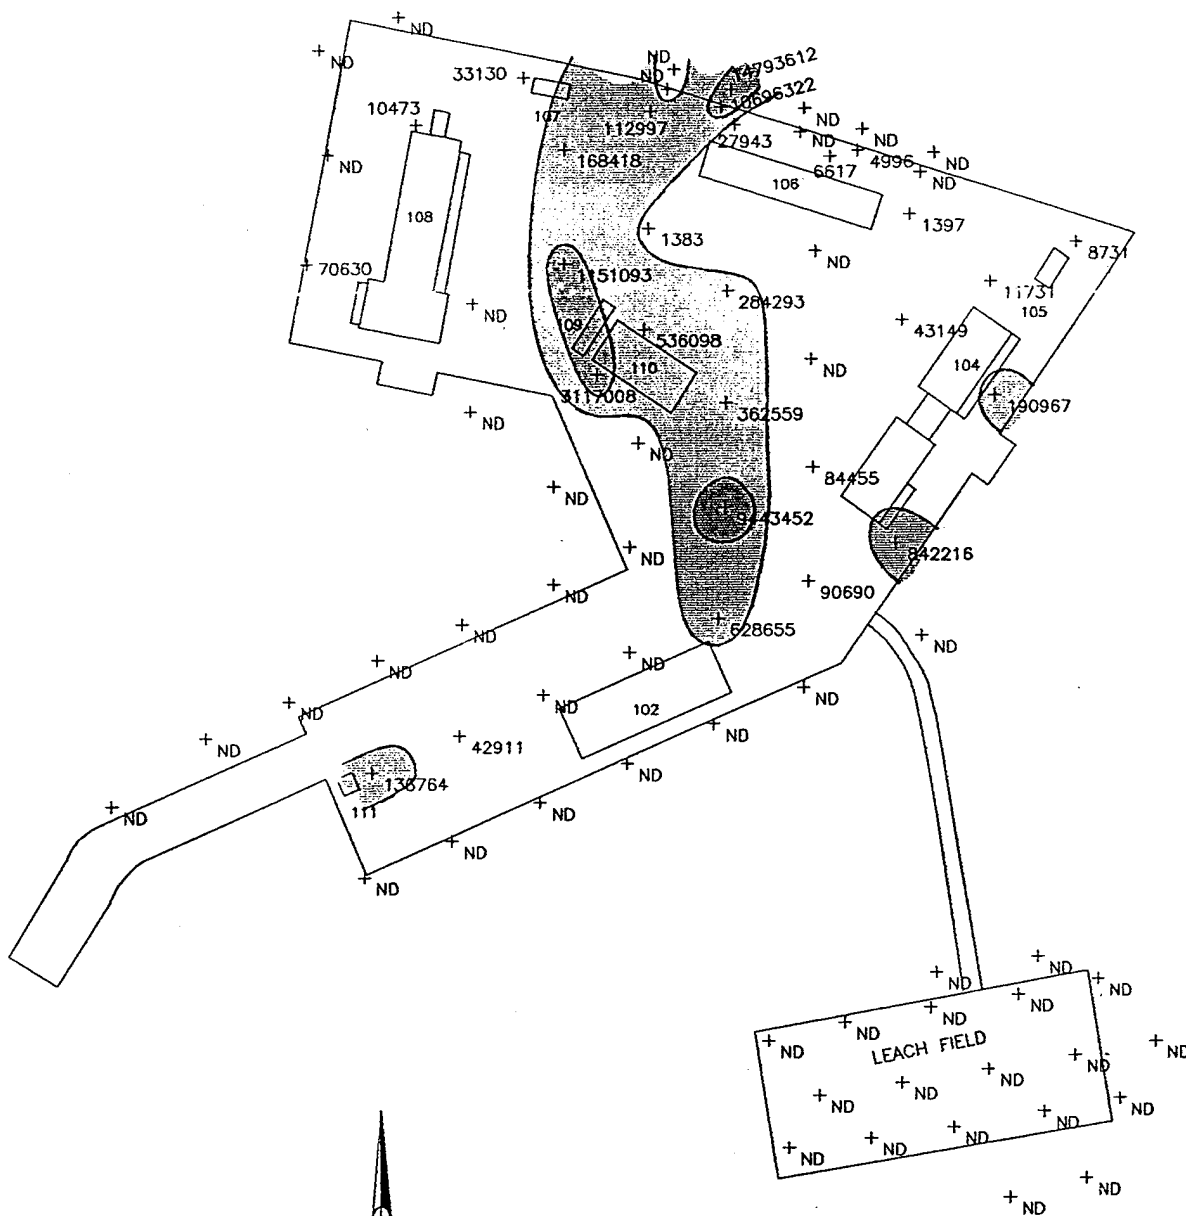 ND
ND
ND
ND
14793612
33130
10696322
107
112997
10473
27943
ND
ND
ND
4996
ND
6617
ND
168418
ND
106
108
1397
1383
8731
ND
70630
1151093
284293
11731
105
ND
109
536098
43149
110
104
ND
3117008
190967
362559
ND
ND
84455
ND
9443452
842216
ND
90690
ND
628655
ND
ND
ND
ND
ND
ND
102
ND
ND
ND
42911
ND
ND
136764
111
ND
ND
ND
ND
ND
ND
ND
ND
ND
ND
ND
LEACH FIELD
ND
ND
ND
ND
ND
ND
ND
ND
ND
ND
ND
ND
ND